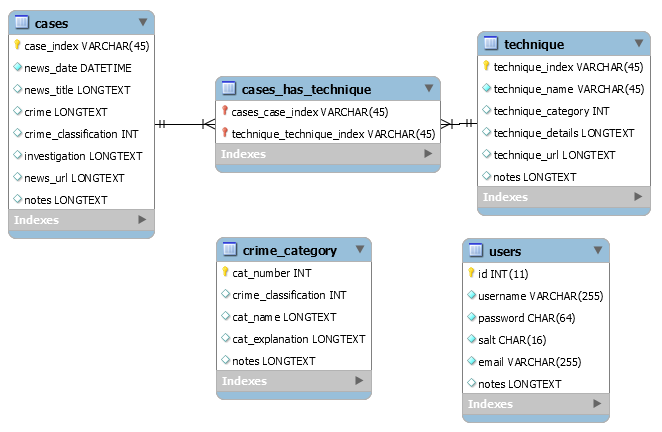 cases
case_index VARCHAR(45)
news_date DATETIME
news_title LONGTEXT
crime LONGTEXT
crime_classification INT
investigation LONGTEXT
news_url LONGTEXT
notes LONGTEXT
Indexes
cases_has_technique
cases_case_index VARCHAR(45)
technique_technique_index VARCHAR(45)
Indexes
technique
technique_index VARCHAR(45)
technique_name VARCHAR(45)
technique_category INT
technique_details LONGTEXT
technique_url LONGTEXT
notes LONGTEXT
Indexes
crime_category
cat_number INT
crime_classification INT
cat_name LONGTEXT
cat_explanation LONGTEXT
notes LONGTEXT
Indexes
users
id INT(11)
username VARCHAR(255)
password CHAR(64)
salt CHAR(16)
email VARCHAR(255)
notes LONGTEXT
Indexes